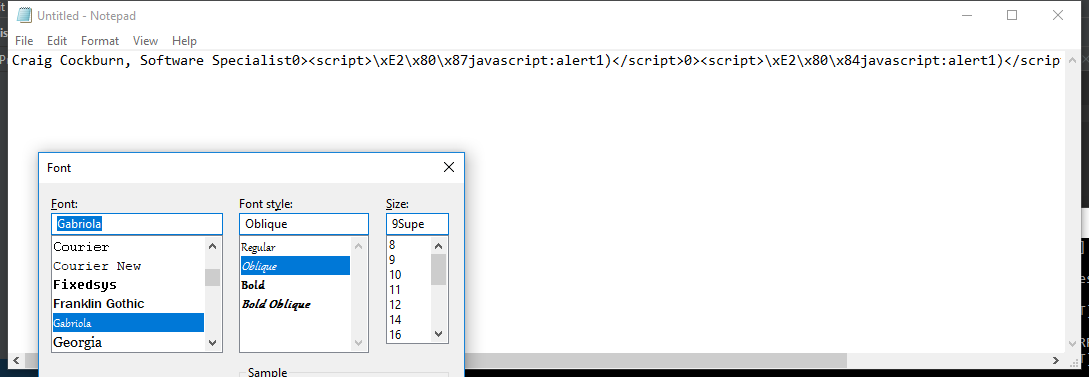 Untitled - Notepad
File Edit Format View Help
Craig Cockburn, Software Specialist0><script>\xE2\x80\x87javascript:alert1)</script>0><script>\xE2\x80\x84javascript:alert1)</script
Font
Font: Font style: Size:
Gabriola Oblique 9Supe
Courier Regular 8
Courier New Oblique 9
Fixedsys Bold 10
Franklin Gothic Bold Oblique 11
Gabriola 12
Georgia 14
16
Sample